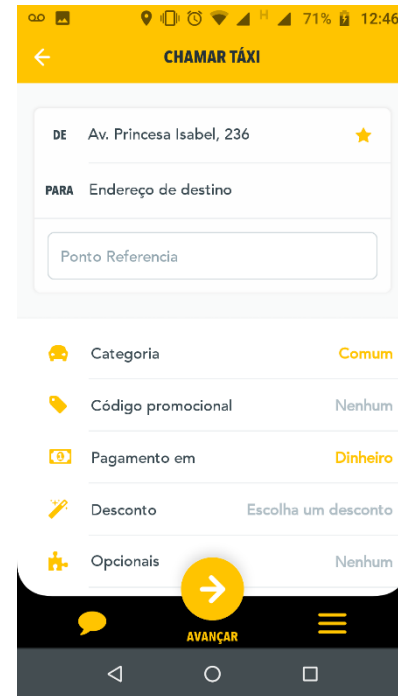 H 71% 12:46
CHAMAR TÁXI
DE Av. Princesa Isabel, 236
PARA Endereço de destino
Ponto Referencia
Categoria Comum
Código promocional Nenhum
Pagamento em Dinheiro
Desconto Escolha um desconto
Opcionais Nenhum
AVANÇAR